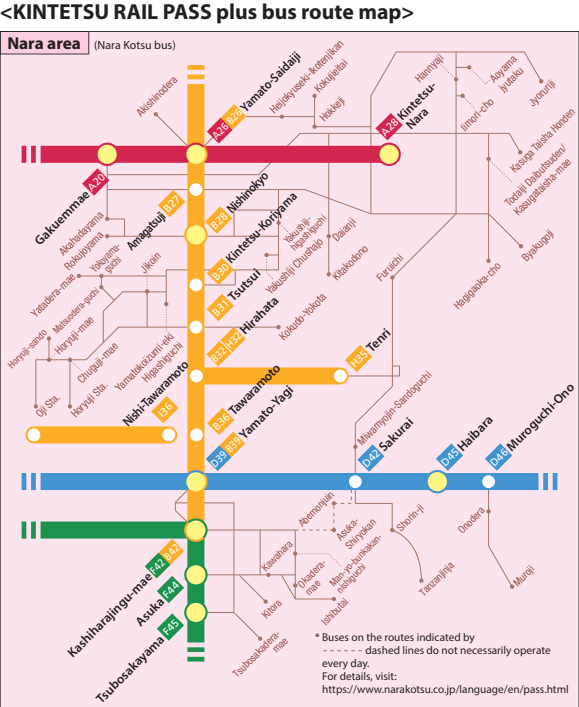 <KINTETSU RAIL PASS plus bus route map>
Nara area
(Nara Kotsu bus)
Akishinodera
A26
B26
Yamato-Saidaiji
Heijokyuseki-Ikotenjikan
Kokujietai
Hokkeji
A28
Kintetsu-
Nara
Hannyaji
Iimori-cho
Aoyama
jyutaku
Jyoruriji
Kasuga Taisha Honden
Todaiji Daibutsuden/
Kasugataisha-mae
Gakuemmae
A20
Akahadayama
Rokujoyama
Amagatsuji
B27
B28
Nishinokyo
Yakushiji-
higashiguchi
Yakushiji Chushajo
Daianji
Kitakodono
Furuichi
Hagigaoka-cho
Byakugoji
Yokoyama-
guchi
Yatadera-mae
Jikoin
B30
Kintetsu-Koriyama
B31
Tsutsui
B32
H32
Hirahata
Kokudo-Yokota
Horyuji-sando
Matsuodera-guchi
Horyuji-mae
Chuguji-mae
Yamatokoizumi-eki
Higashiguchi
Oji Sta.
Horyuji Sta.
H35
Tenri
Nishi-Tawaramoto
I36
B36
Tawaramoto
D39
B39
Yamato-Yagi
Miwamyojin-Sandoguchi
D42
Sakurai
D45
Haibara
D46
Muroguchi-Ono
Abemonjuin
Asuka-
Shiryokan
Shorin-ji
Onodera
Muroji
Tanzanjinja
Kashiharajingu-mae
F42
B42
Asuka
F44
Tsubosakayama
F45
Kawahara
Okadera-
mae
Man-yo-bunkakan-
nishiguchi
Ishibutai
Kitora
Tsubosakadera-
mae
* Buses on the routes indicated by
----- dashed lines do not necessarily operate
every day.
For details, visit:
https://www.narakotsu.co.jp/language/en/pass.html